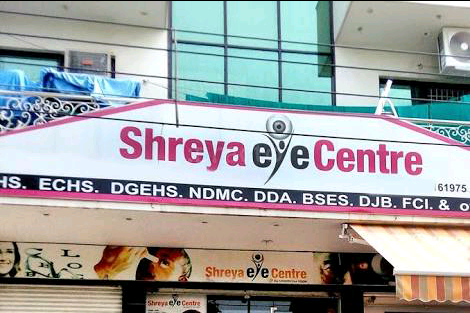 Shreya eye Centre
61975
HS. ECHS. DGEHS. NDMC. DDA. BSES. DJB. FCI. & o
Shreya eye Centre
Shreya eye Centre